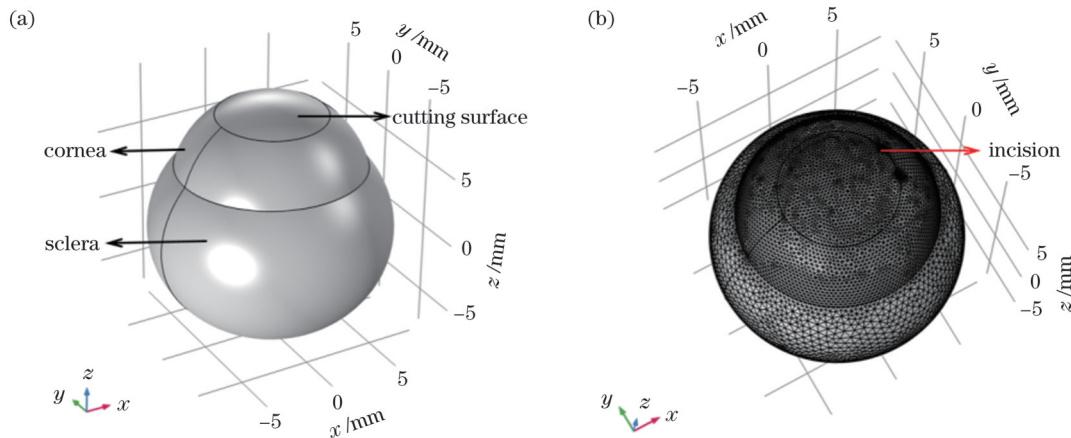 (a)
y /mm
5
0
−5
cutting surface
cornea
sclera
5
0
−5
z /mm
−5
0
5
x /mm
z
y
x
(b)
x /mm
5
0
−5
5
y /mm
0
−5
incision
5
0
−5
z /mm
y
z
x